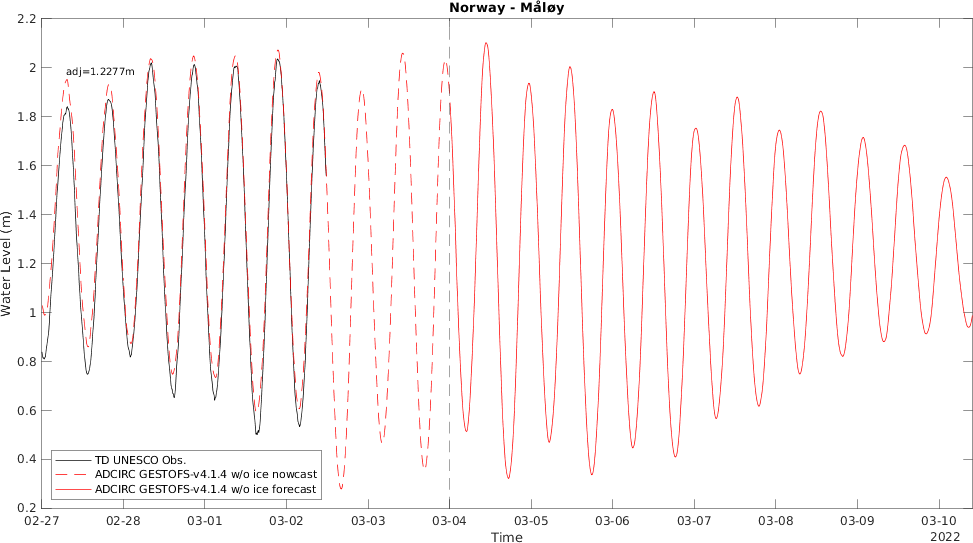 Norway - Måløy
adj=1.2277m
Water Level (m)
2.2
2
1.8
1.6
1.4
1.2
1
0.8
0.6
0.4
0.2
TD UNESCO Obs.
ADCIRC GESTOFS-v4.1.4 w/o ice nowcast
ADCIRC GESTOFS-v4.1.4 w/o ice forecast
02-27 02-28 03-01 03-02 03-03 03-04 03-05 03-06 03-07 03-08 03-09 03-10
2022
Time